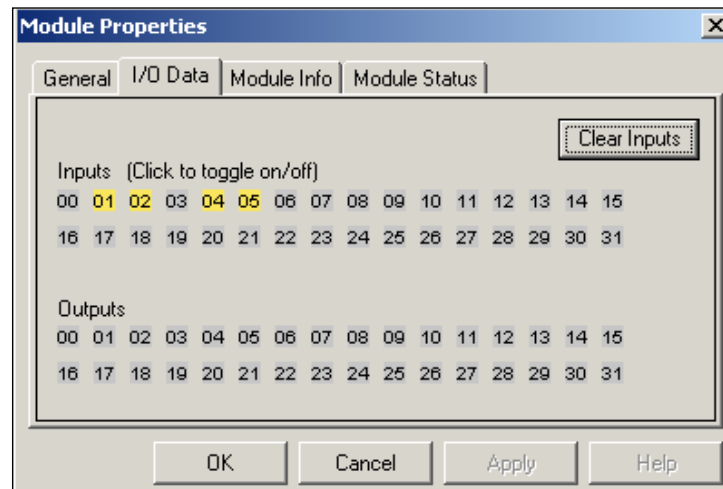 Module Properties
General I/O Data Module Info Module Status
Clear Inputs
Inputs (Click to toggle on/off)
00 01 02 03 04 05 06 07 08 09 10 11 12 13 14 15
16 17 18 19 20 21 22 23 24 25 26 27 28 29 30 31
Outputs
00 01 02 03 04 05 06 07 08 09 10 11 12 13 14 15
16 17 18 19 20 21 22 23 24 25 26 27 28 29 30 31
OK Cancel Apply Help